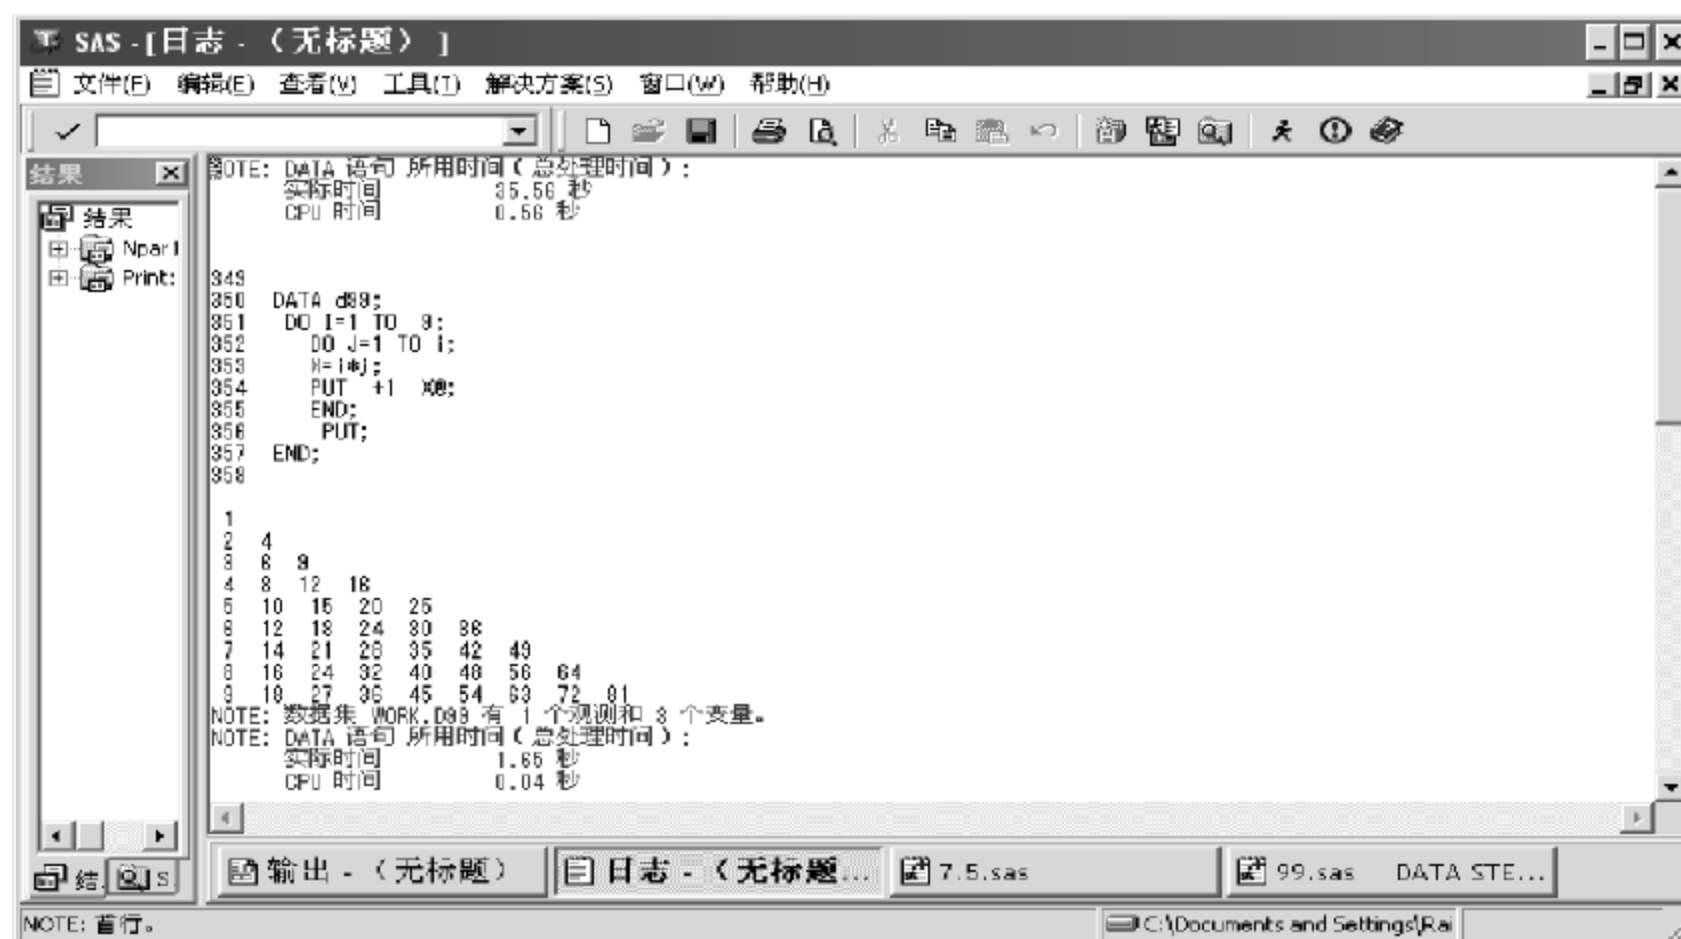 SAS - [日志 - （无标题） ]
文件(F) 编辑(E) 查看(V) 工具(T) 解决方案(S) 窗口(W) 帮助(H)
结果
结果
Npar1
Print:
NOTE: DATA 语句 所用时间（总处理时间）:
实际时间 35.56 秒
CPU 时间 0.56 秒
349
350 DATA d99;
351 DO I=1 TO 9;
352 DO J=1 TO i;
353 X=i*j;
354 PUT +1 X@;
355 END;
356 PUT;
357 END;
358
1
2 4
3 6 9
4 8 12 16
5 10 15 20 25
6 12 18 24 30 36
7 14 21 28 35 42 49
8 16 24 32 40 48 56 64
9 18 27 36 45 54 63 72 81
NOTE: 数据集 WORK.D99 有 1 个观测和 3 个变量。
NOTE: DATA 语句 所用时间（总处理时间）:
实际时间 1.65 秒
CPU 时间 0.04 秒
结. S
输出 - （无标题）
日志 - （无标题...
7.5.sas
99.sas DATA STE...
NOTE: 首行。
C:\Documents and Settings\Rai